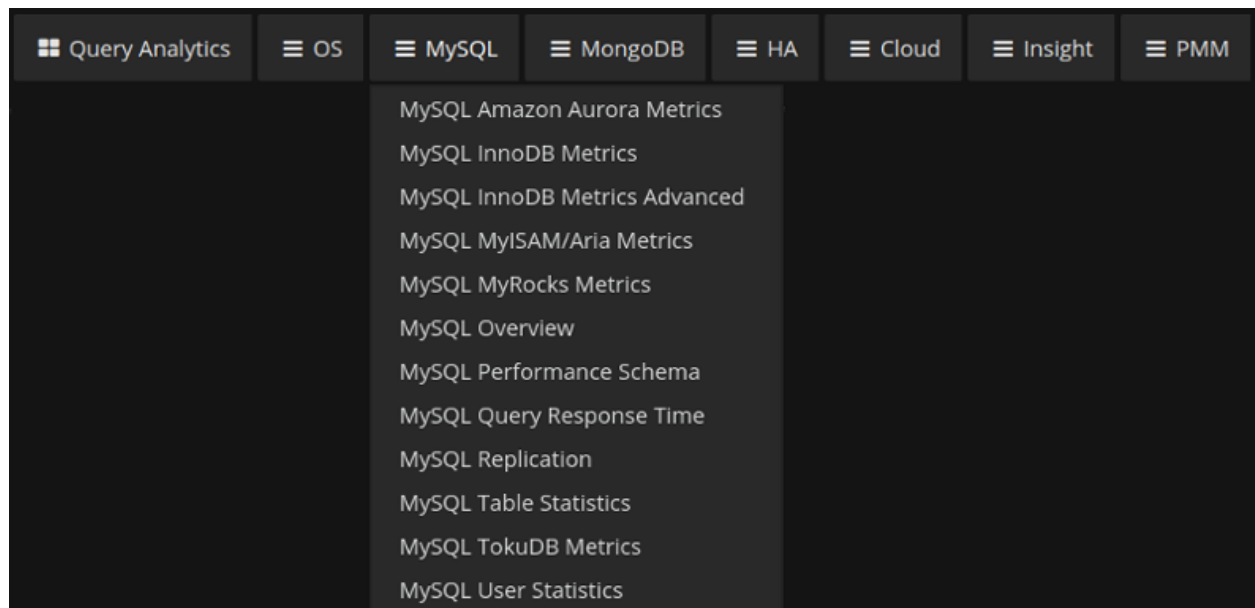 Query Analytics OS MySQL MongoDB HA Cloud Insight PMM
MySQL Amazon Aurora Metrics
MySQL InnoDB Metrics
MySQL InnoDB Metrics Advanced
MySQL MyISAM/Aria Metrics
MySQL MyRocks Metrics
MySQL Overview
MySQL Performance Schema
MySQL Query Response Time
MySQL Replication
MySQL Table Statistics
MySQL TokuDB Metrics
MySQL User Statistics